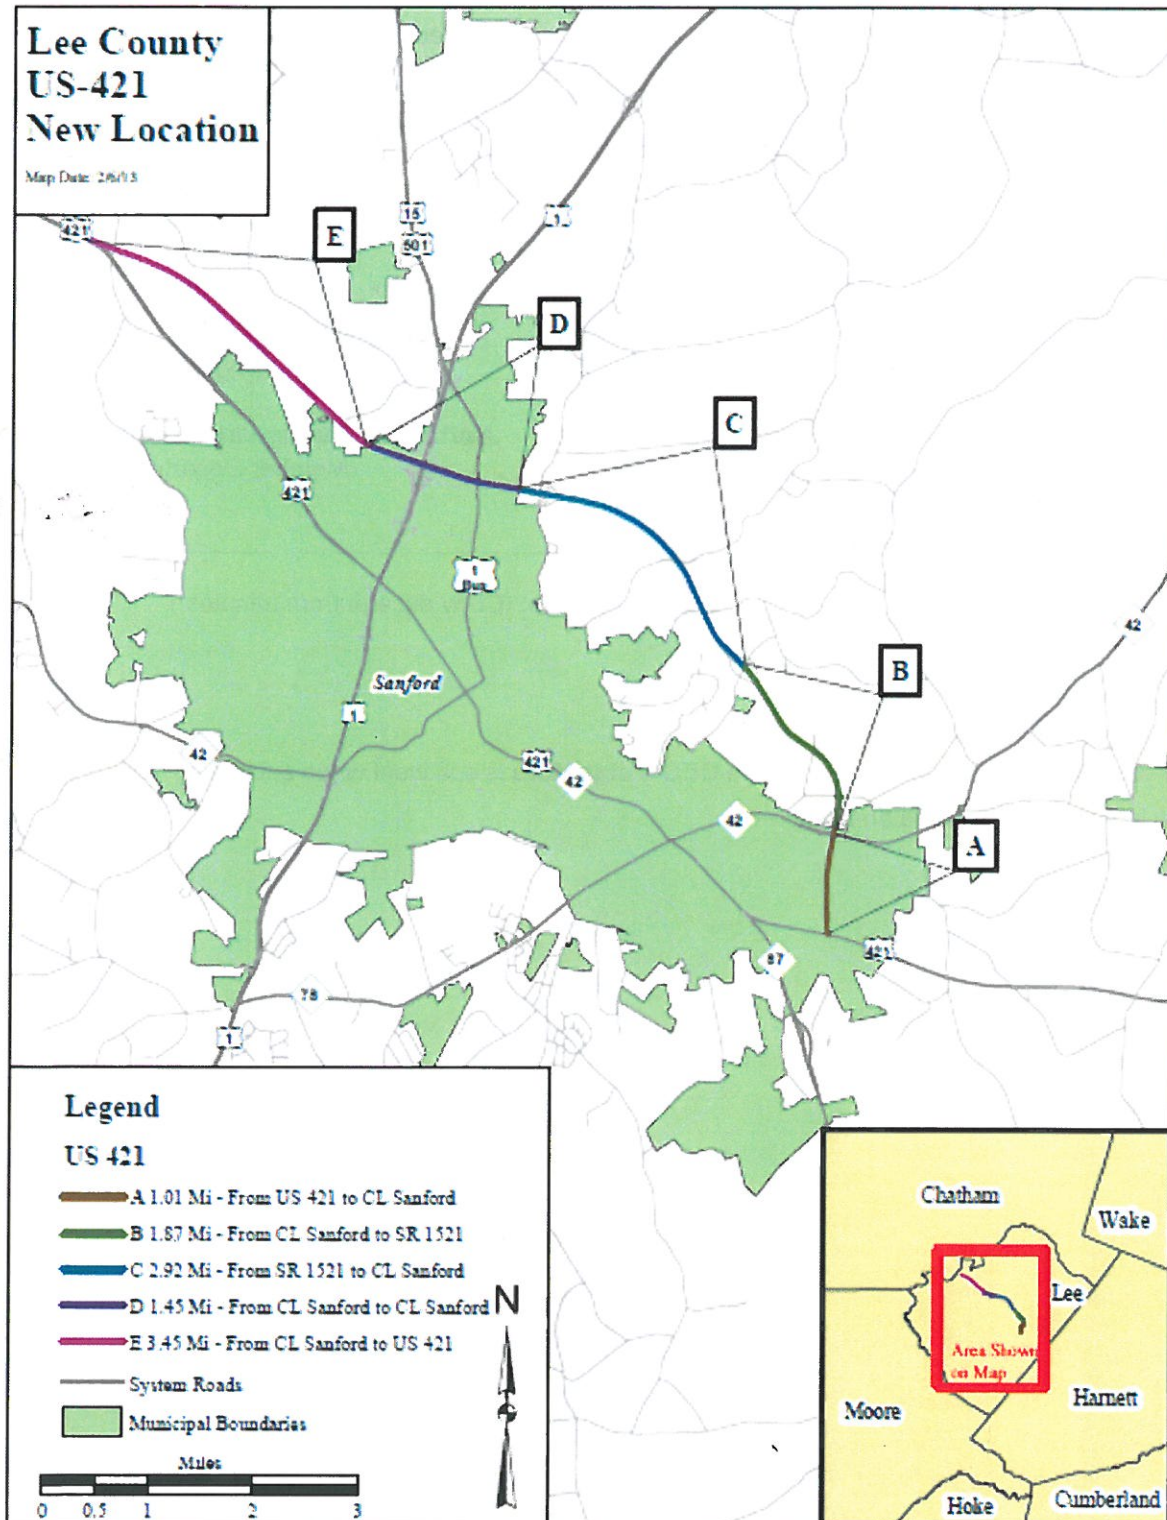 Lee County
US-421
New Location
421
15
501
1
E
D
C
421
1
Bus
42
B
Sanford
1
42
421
42
42
A
421
87
78
1
Legend
US 421
A 1.01 Mi - From US 421 to CL Sanford
B 1.87 Mi - From CL Sanford to SR 1521
C 2.92 Mi - From SR 1521 to CL Sanford
D 1.45 Mi - From CL Sanford to CL Sanford
E 3.45 Mi - From CL Sanford to US 421
System Roads
Municipal Boundaries
N
Miles
0 0.5 1 2 3
Chatham
Wake
Lee
Area Shown
on Map
Moore
Harnett
Hoke
Cumberland